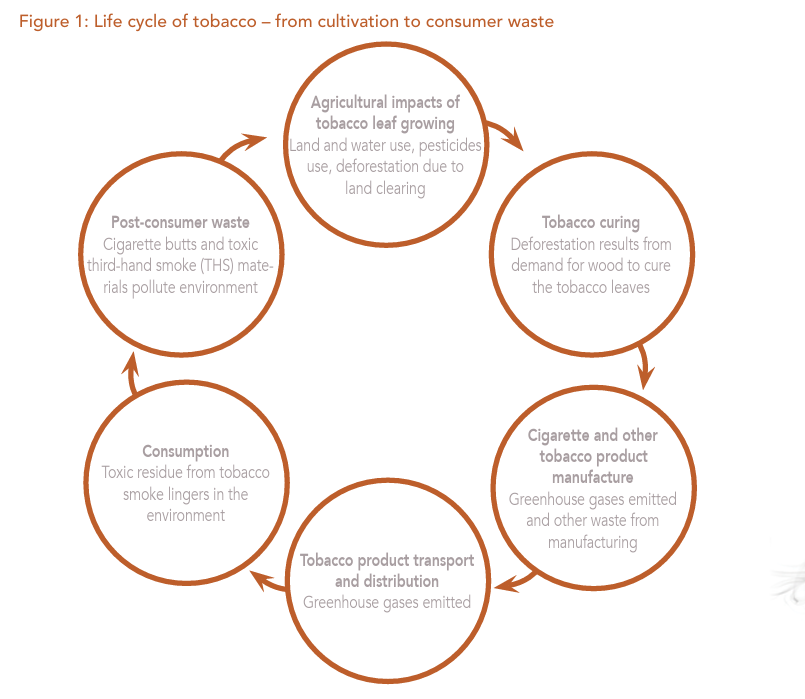 Figure 1: Life cycle of tobacco – from cultivation to consumer waste
Agricultural impacts of
tobacco leaf growing
Land and water use, pesticides
use, deforestation due to
land clearing
Tobacco curing
Deforestation results from
demand for wood to cure
the tobacco leaves
Cigarette and other
tobacco product
manufacture
Greenhouse gases emitted
and other waste from
manufacturing
Tobacco product transport
and distribution
Greenhouse gases emitted
Consumption
Toxic residue from tobacco
smoke lingers in the
environment
Post-consumer waste
Cigarette butts and toxic
third-hand smoke (THS) mate-
rials pollute environment